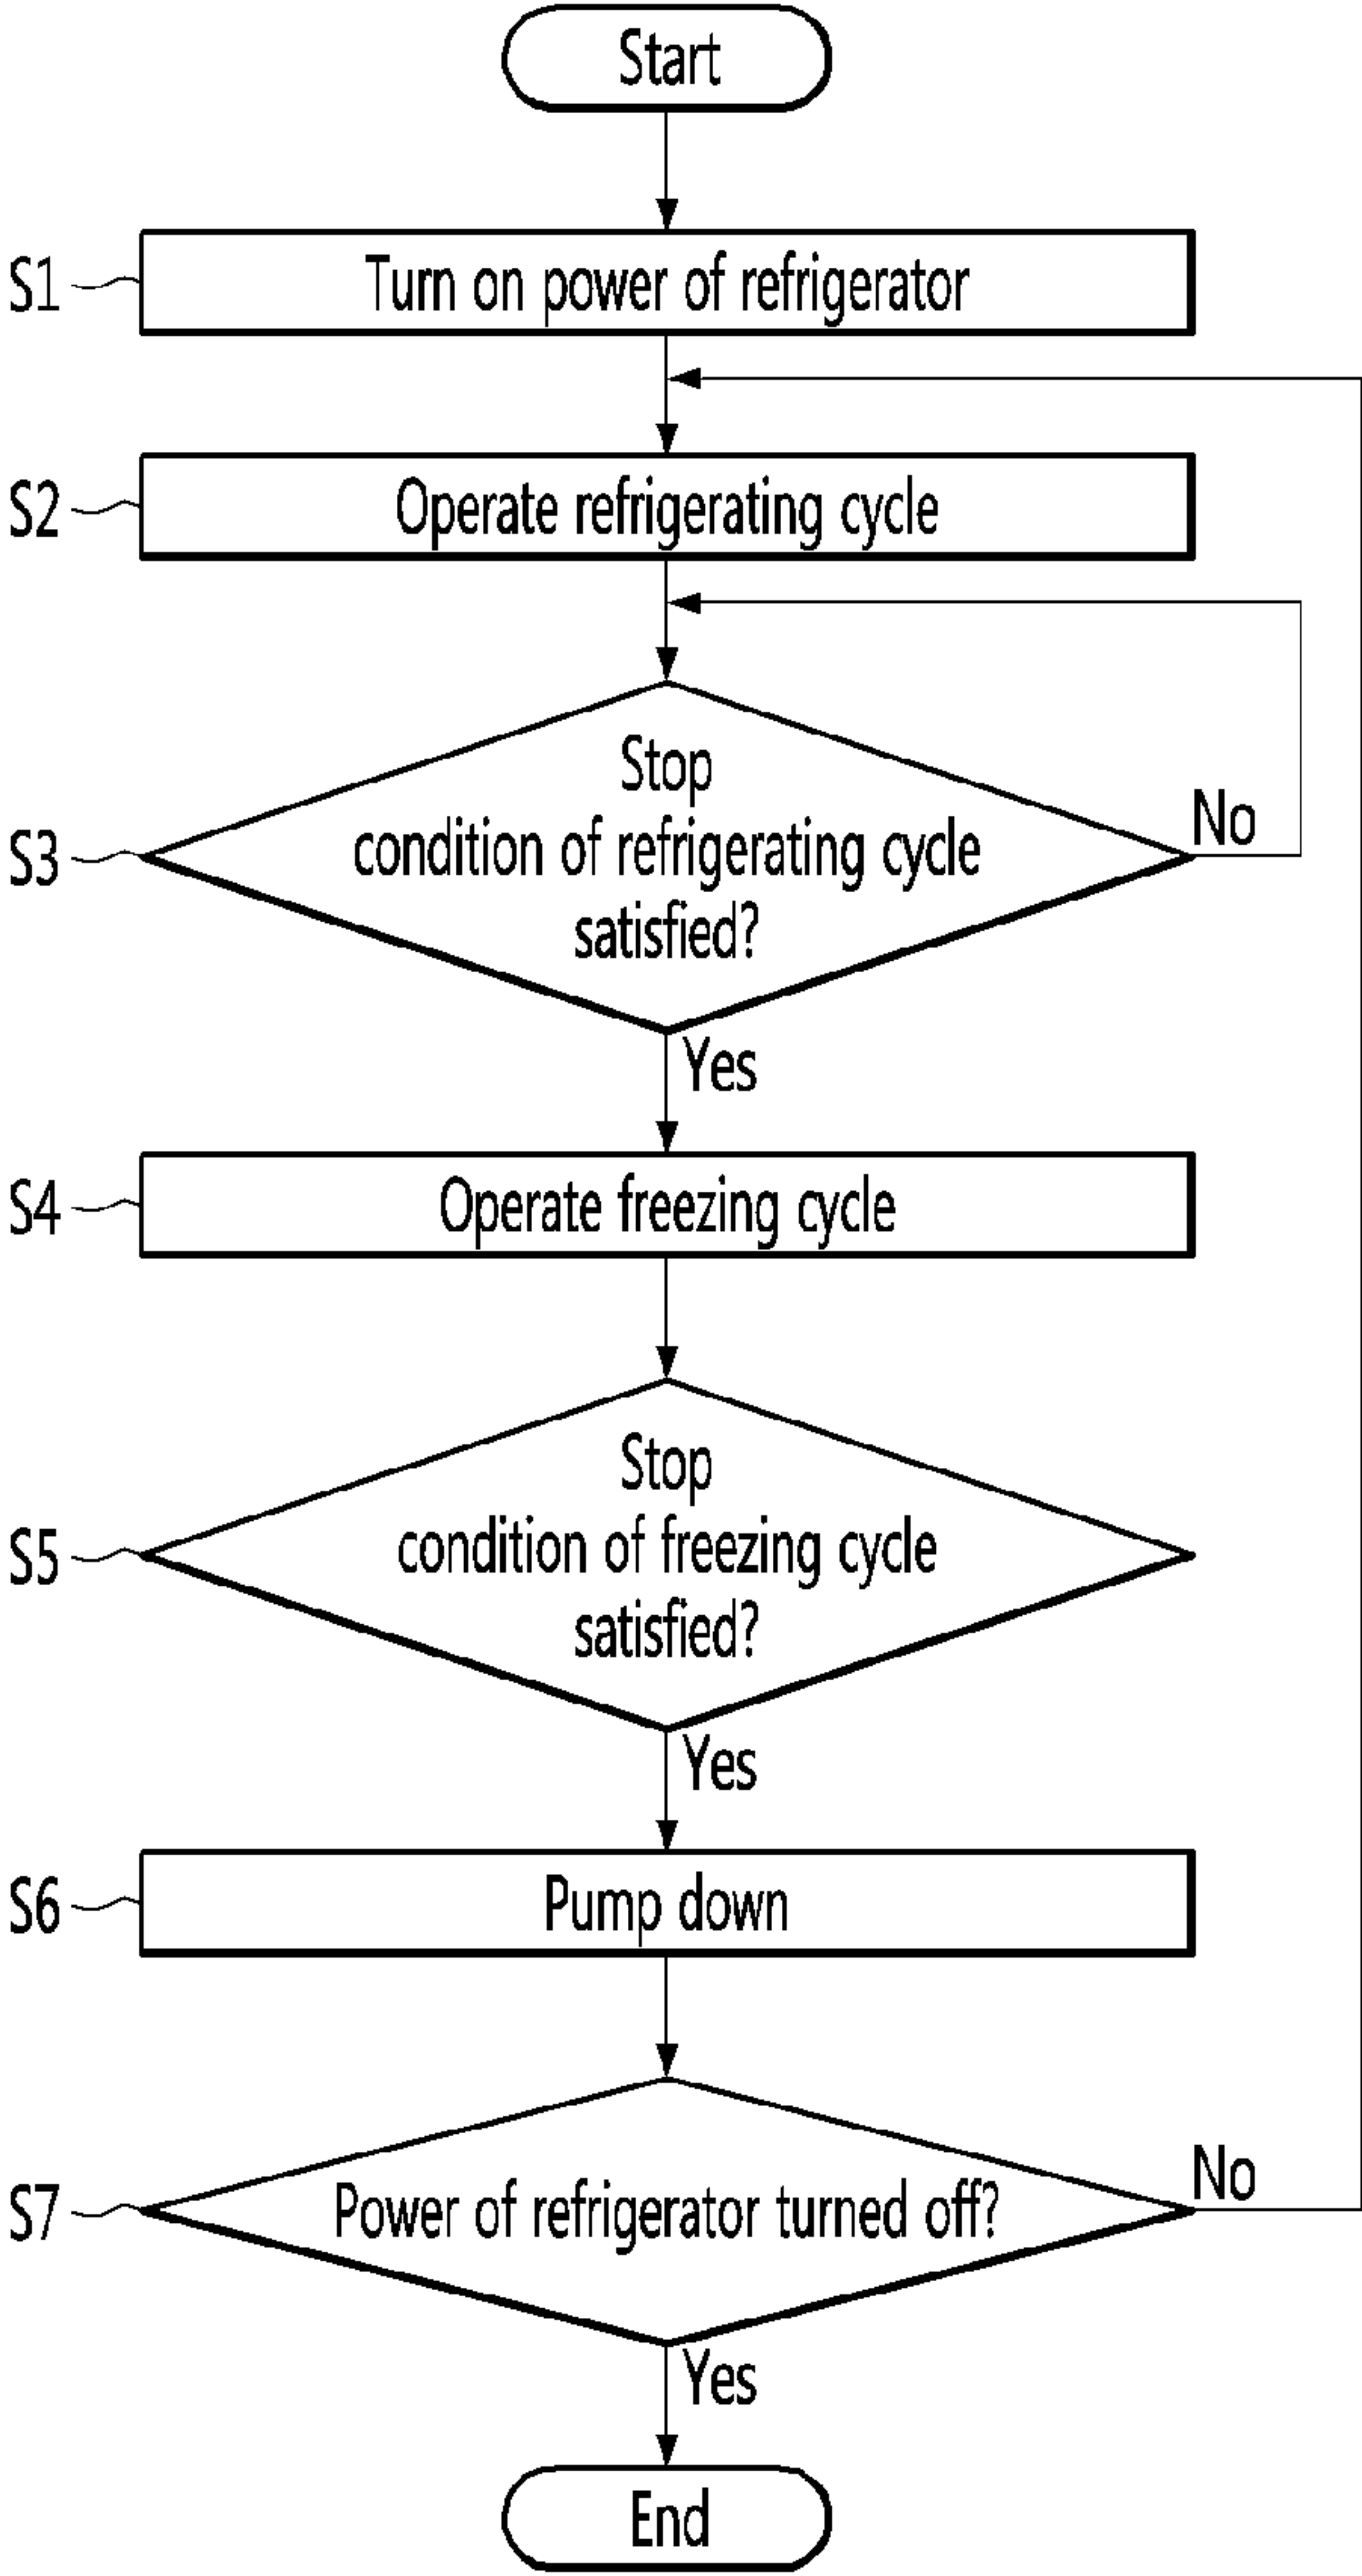 Start
S1
Turn on power of refrigerator
S2
Operate refrigerating cycle
Stop
S3
condition of refrigerating cycle
No
satisfied?
Yes
S4
Operate freezing cycle
Stop
S5
condition of freezing cycle
satisfied?
Yes
S6
Pump down
S7
Power of refrigerator turned off?
No
Yes
End